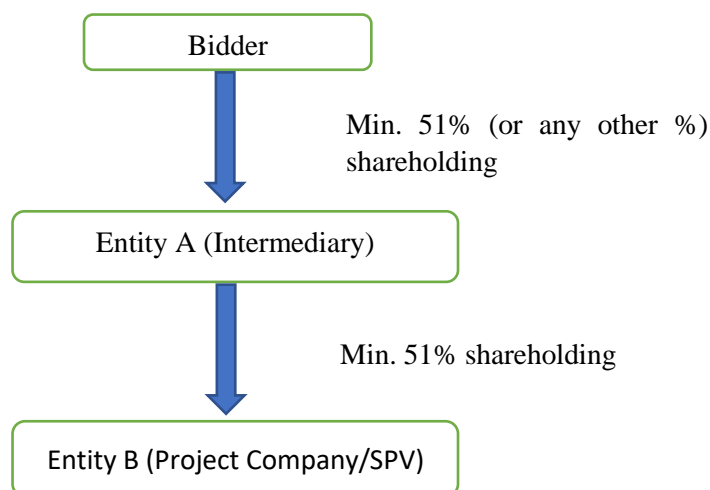 Bidder
Min. 51% (or any other %)
shareholding
Entity A (Intermediary)
Min. 51% shareholding
Entity B (Project Company/SPV)